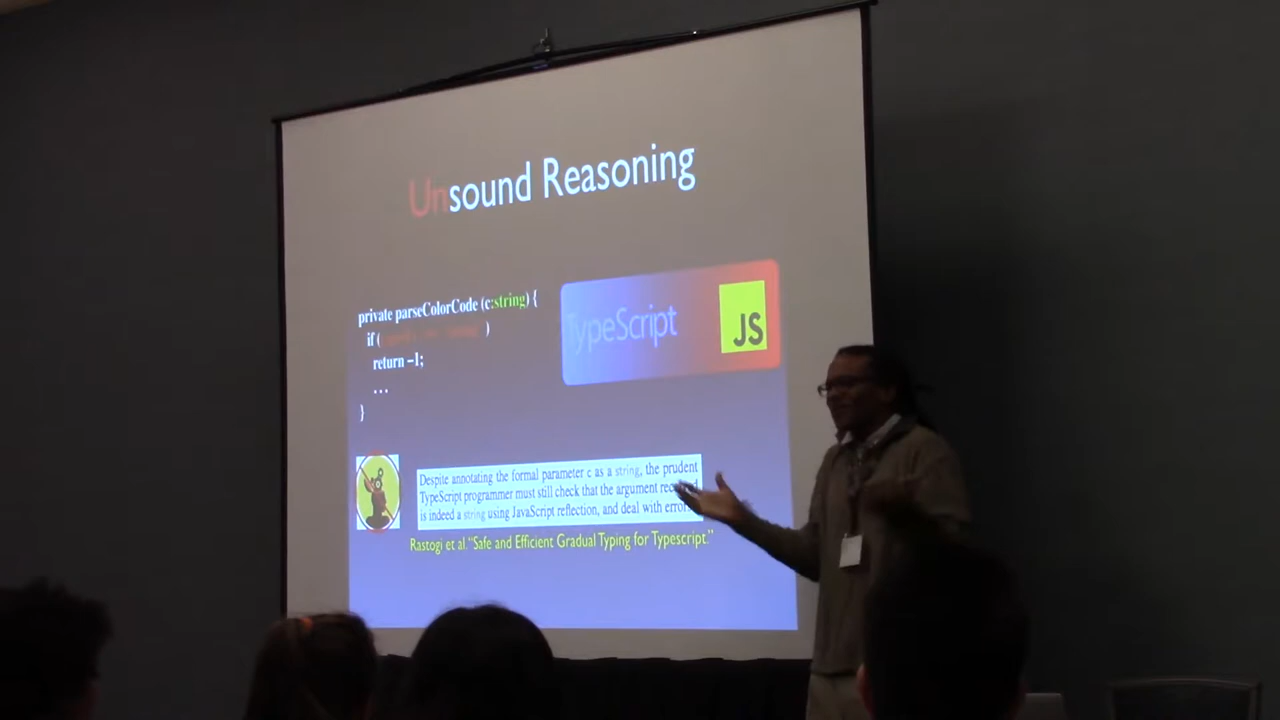 Unsound Reasoning
private parseColorCode (c:string) {
if ( )
return –1;
...
}
TypeScript
JS
Despite annotating the formal parameter c as a string, the prudent
TypeScript programmer must still check that the argument
is indeed a string using JavaScript reflection, and deal with errors.
Rastogi et al. "Safe and Efficient Gradual Typing for Typescript."